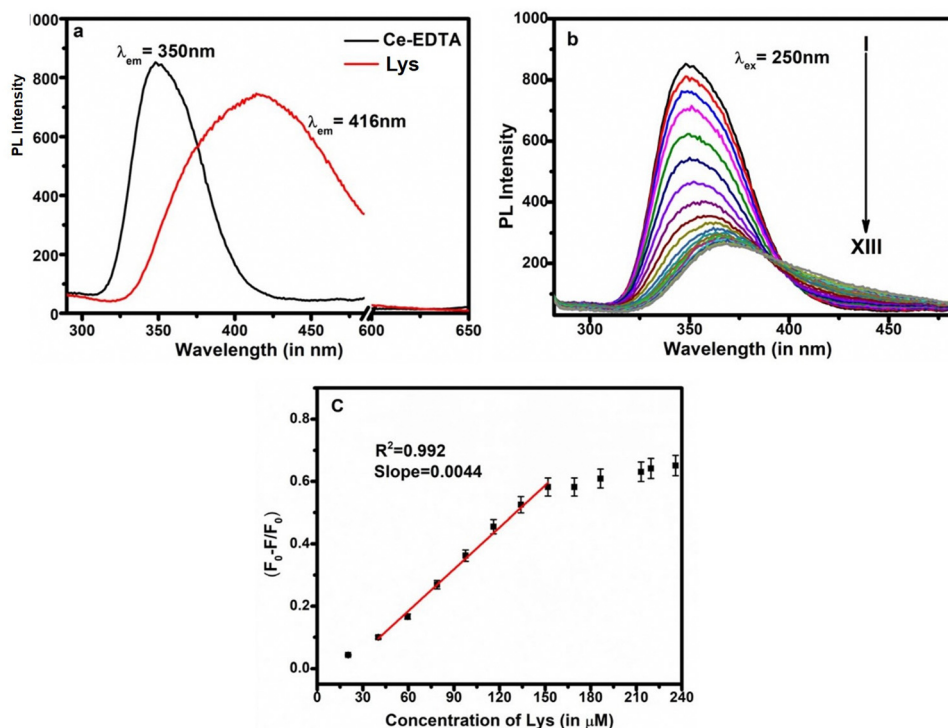 a
λem= 350nm
Ce-EDTA
Lys
λem= 416nm
1000
800
600
400
200
0
PL Intensity
300
350
400
450
600
650
Wavelength (in nm)
b
λex= 250nm
I
XIII
1000
800
600
400
200
PL Intensity
300
350
400
450
Wavelength (in nm)
C
R²=0.992
Slope=0.0044
0.8
0.6
0.4
0.2
0.0
(F₀-F/F₀)
0
30
60
90
120
150
180
210
240
Concentration of Lys (in μM)